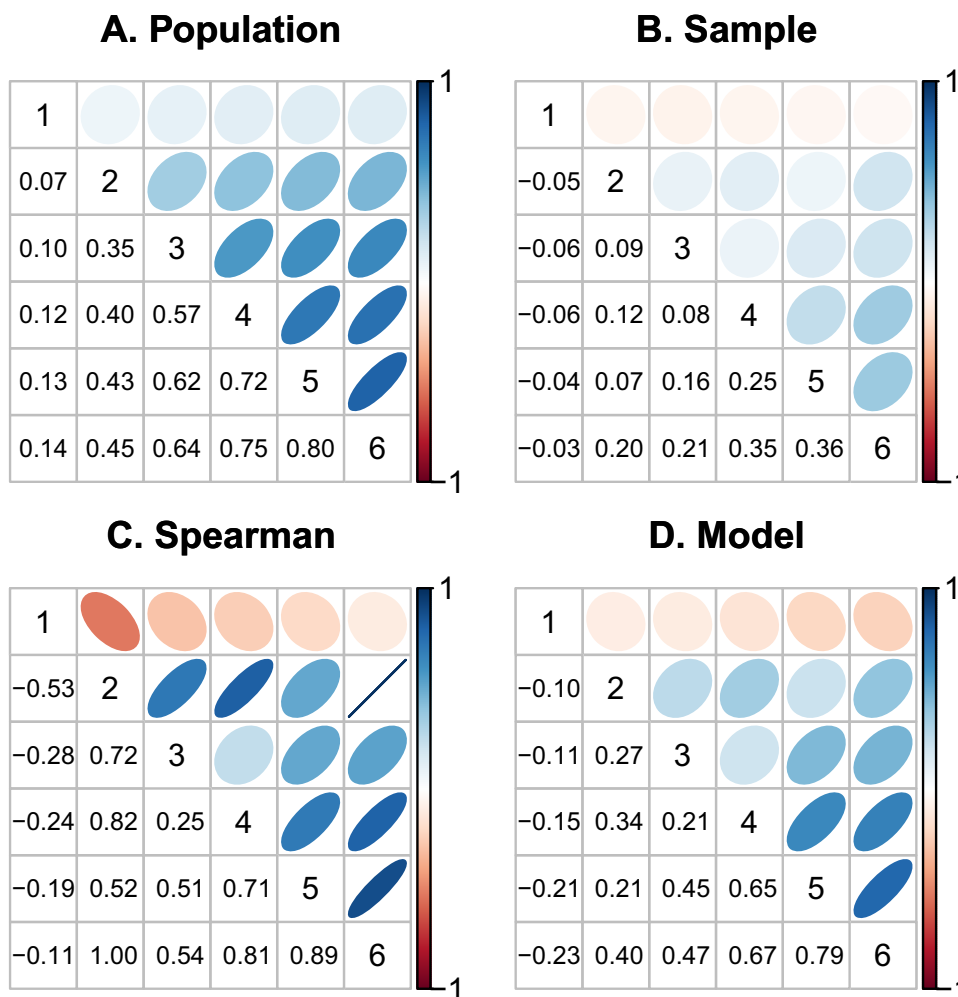 A. Population
1
1
0.07 2
0.10 0.35 3
0.12 0.40 0.57 4
0.13 0.43 0.62 0.72 5
0.14 0.45 0.64 0.75 0.80 6
−1
B. Sample
1
1
−0.05 2
−0.06 0.09 3
−0.06 0.12 0.08 4
−0.04 0.07 0.16 0.25 5
−0.03 0.20 0.21 0.35 0.36 6
−1
C. Spearman
1
1
−0.53 2
−0.28 0.72 3
−0.24 0.82 0.25 4
−0.19 0.52 0.51 0.71 5
−0.11 1.00 0.54 0.81 0.89 6
−1
D. Model
1
1
−0.10 2
−0.11 0.27 3
−0.15 0.34 0.21 4
−0.21 0.21 0.45 0.65 5
−0.23 0.40 0.47 0.67 0.79 6
−1